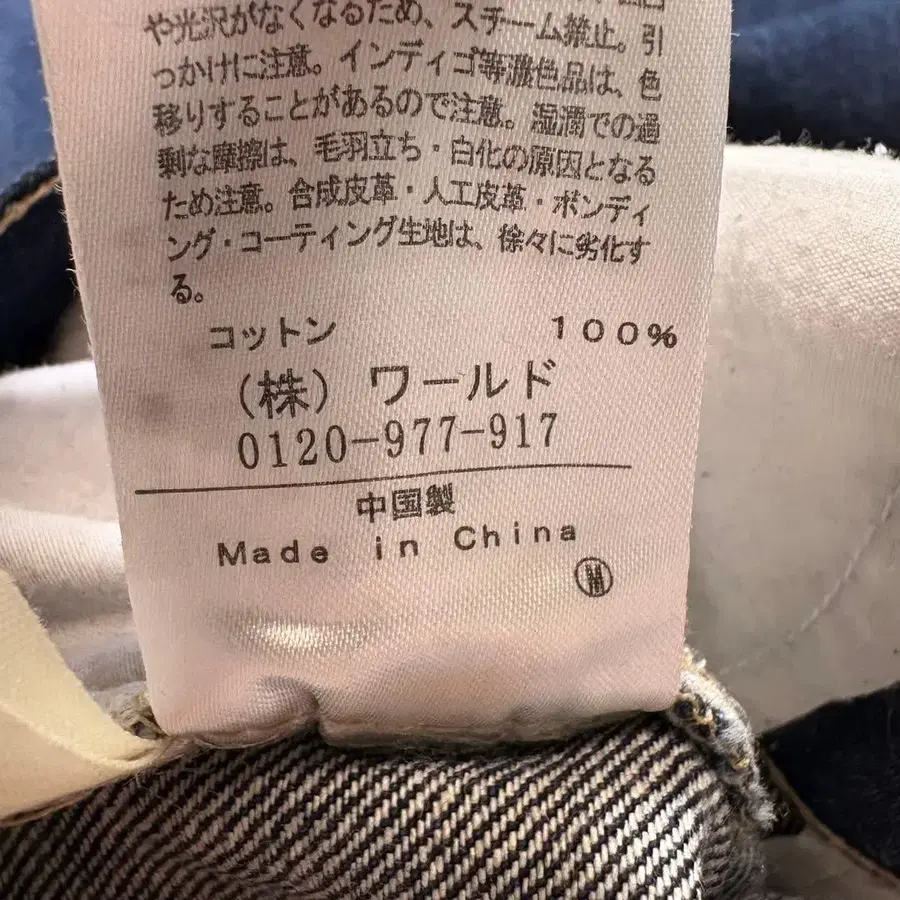 や光沢がなくなるため、スチーム禁止。引
っかけに注意。インディゴ等濃色品は、色
移りすることがあるので注意。湿潤での過
剰な摩擦は、毛羽立ち・白化の原因となる
ため注意。合成皮革・人工皮革・ボンディ
ング・コーティング生地は、徐々に劣化す
る。
コットン 100%
(株) ワールド
0120-977-917
中国製
Made in China